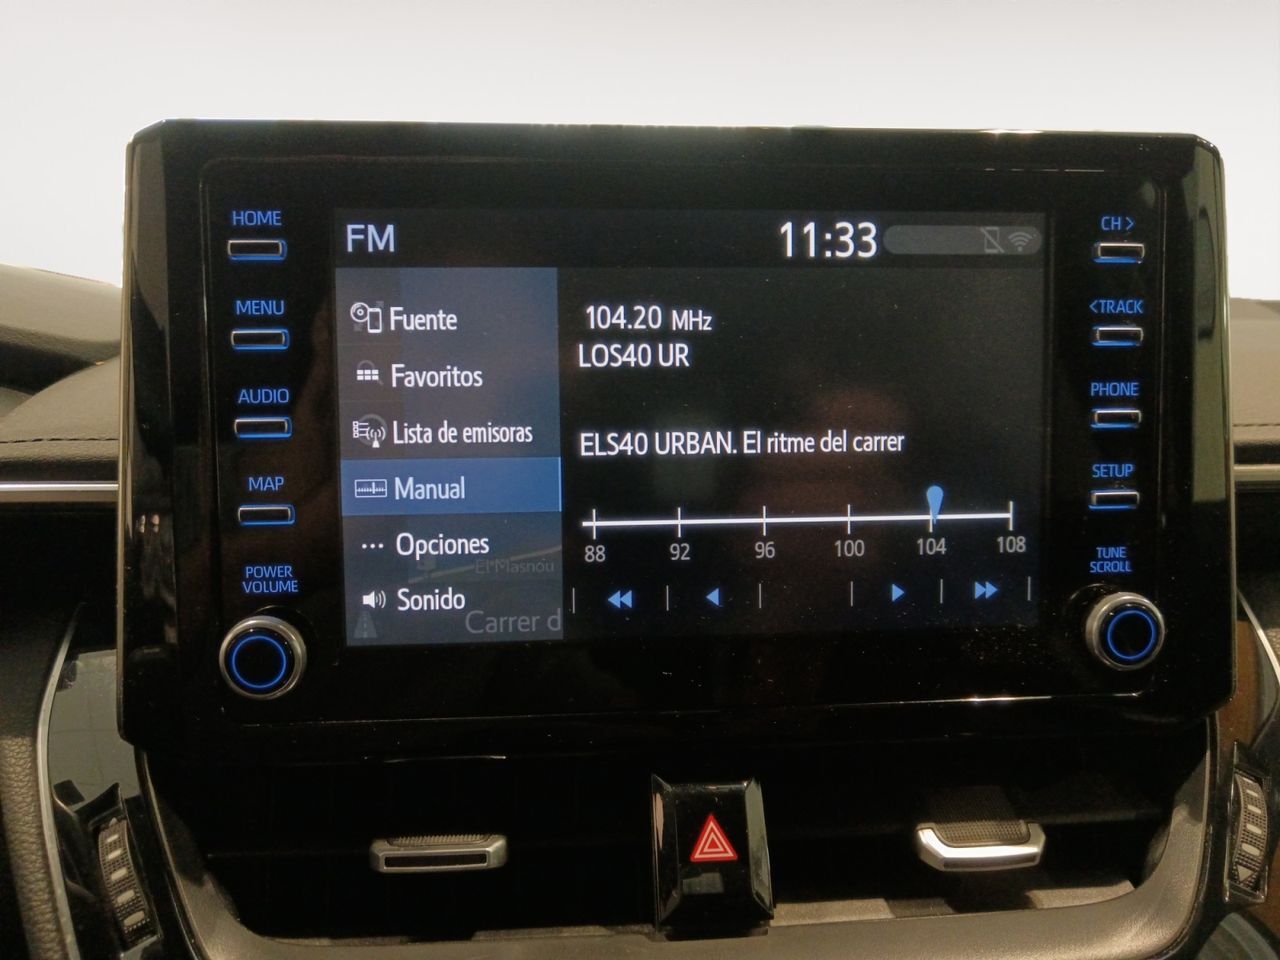 HOME
MENU
AUDIO
MAP
POWER
VOLUME
FM
11:33
Fuente
Favoritos
Lista de emisoras
Manual
Opciones
El Masnou
Sonido
Carrer d
104.20 MHz
LOS40 UR
ELS40 URBAN. El ritme del carrer
88 92 96 100 104 108
CH >
< TRACK
PHONE
SETUP
TUNE
SCROLL